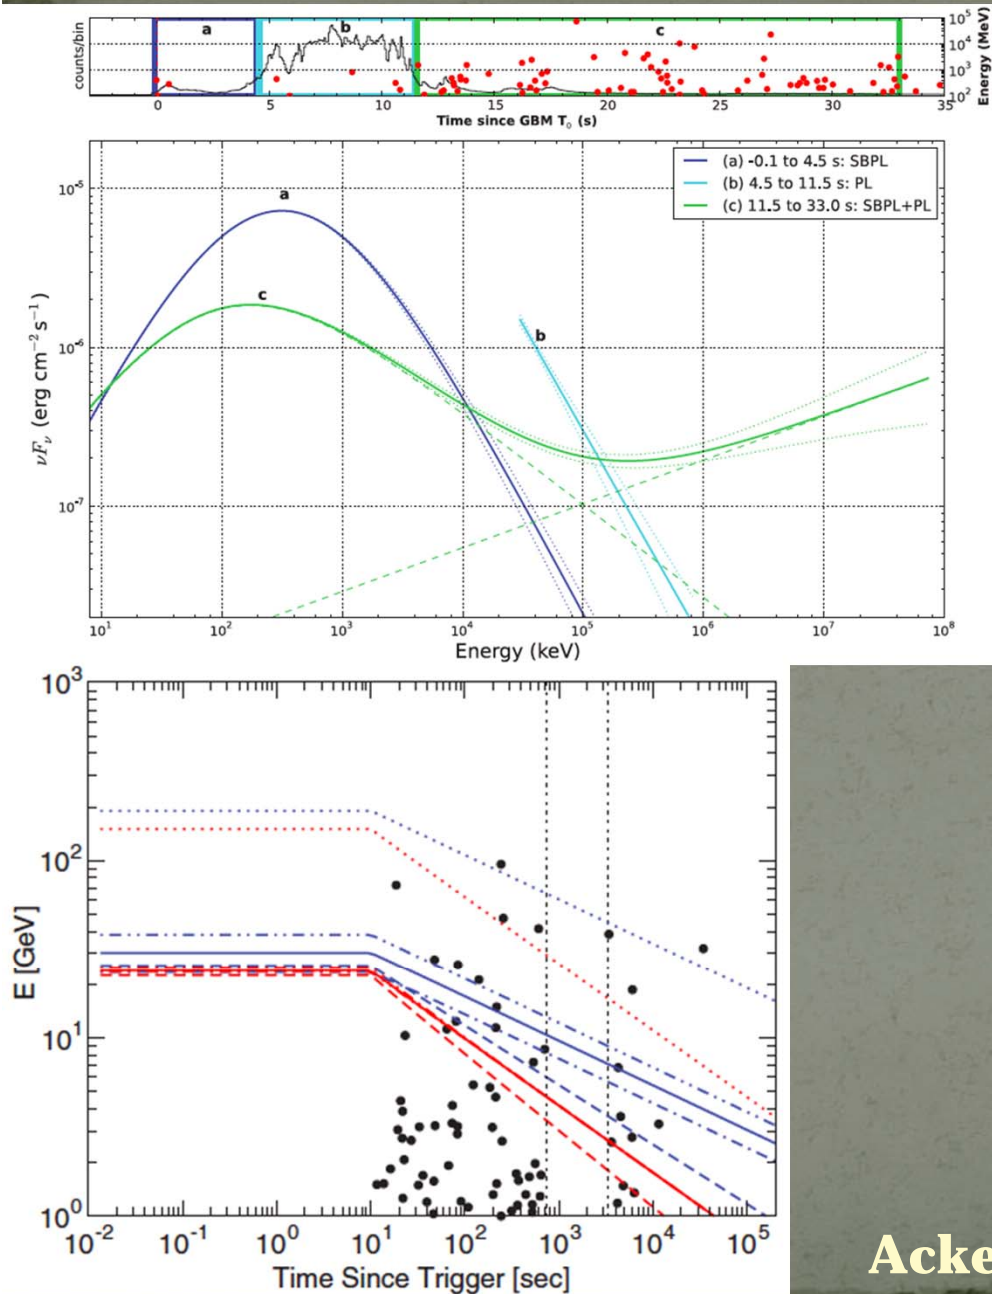 counts/bin
a
b
c
10^5
10^4
10^3
10^2
Energy (MeV)
0 5 10 15 20 25 30 35
Time since GBM T_0 (s)
10^-5
10^-6
10^-7
νF_ν (erg cm^-2 s^-1)
(a) -0.1 to 4.5 s: SBPL
(b) 4.5 to 11.5 s: PL
(c) 11.5 to 33.0 s: SBPL+PL
a
c
b
10^1 10^2 10^3 10^4 10^5 10^6 10^7 10^8
Energy (keV)
10^3
10^2
10^1
10^0
E [GeV]
10^-2 10^-1 10^0 10^1 10^2 10^3 10^4 10^5
Time Since Trigger [sec]
Acke